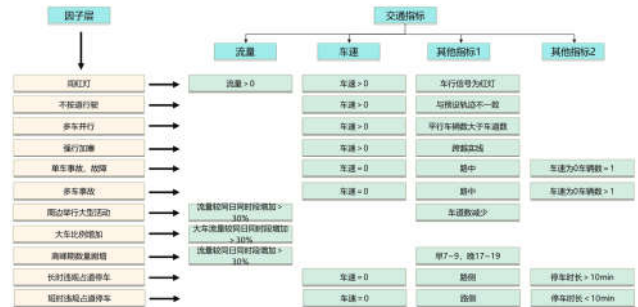 因子层
交通指标
流量
车速
其他指标1
其他指标2
闯红灯
流量>0
车速>0
车行信号为红灯
不按道行驶
车速>0
与预设轨迹不一致
多车并行
车速>0
平行车辆数大于车道数
强行加塞
车速>0
跨越实线
单车事故、故障
车速=0
路中
车速为0车辆数=1
多车事故
车速=0
路中
车速为0车辆数>1
周边举行大型活动
流量较同日同时段增加>
30%
车道数减少
大车比例增加
大车流量较同日同时段增加
>30%
高峰期数量剧增
流量较同日同时段增加>
30%
早7~9、晚17~19
长时违规占道停车
车速=0
路侧
停车时长>10min
短时违规占道停车
车速=0
路侧
停车时长<10min